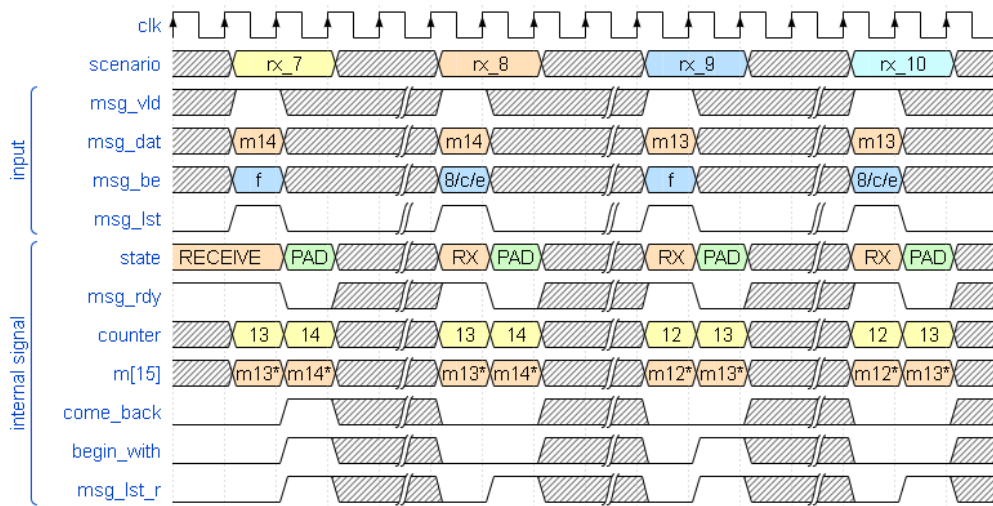 clk
scenario rx_7 rx_8 rx_9 rx_10
input
msg_vld
msg_dat m14 m14 m13 m13
msg_be f 8/c/e f 8/c/e
msg_lst
internal signal
state RECEIVE PAD RX PAD RX PAD RX PAD
msg_rdy
counter 13 14 13 14 12 13 12 13
m[15] m13* m14* m13* m14* m12* m13* m12* m13*
come_back
begin_with
msg_lst_r